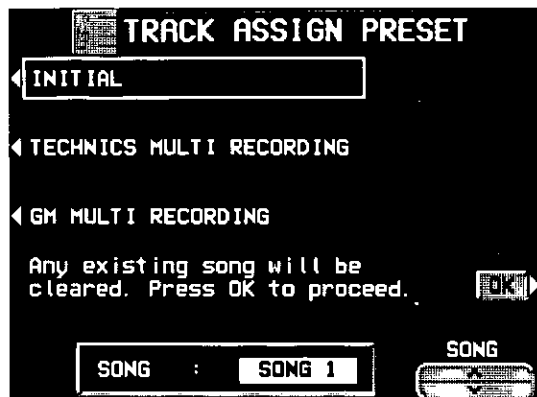 TRACK ASSIGN PRESET
INITIAL
TECHNICS MULTI RECORDING
GM MULTI RECORDING
Any existing song will be
cleared. Press OK to proceed.
OK
SONG
SONG : SONG 1